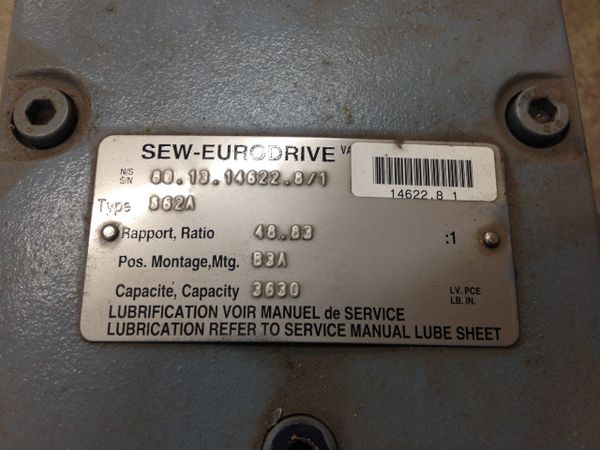 SEW-EURODRIVE VA
N/S S/N 60.13.14622.8/1
14622.8 1
Type S62A
Rapport, Ratio 48.83 :1
Pos. Montage,Mtg. B3A
Capacite, Capacity 3630 LV. PCE LB. IN.
LUBRIFICATION VOIR MANUEL de SERVICE
LUBRICATION REFER TO SERVICE MANUAL LUBE SHEET